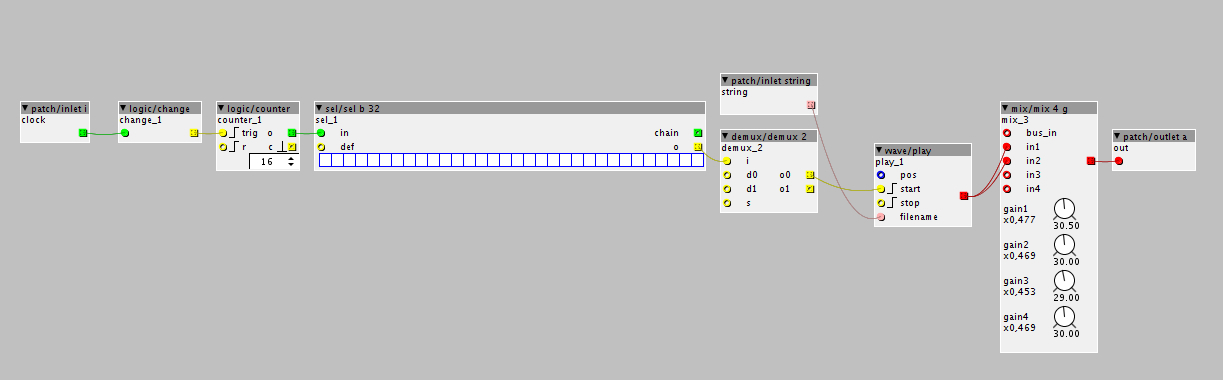 patch/inlet i
clock
logic/change
change_1
logic/counter
counter_1
trig o
r c
16
sel/sel b 32
sel_1
in chain
def o
patch/inlet string
string
demux/demux 2
demux_2
i
d0 o0
d1 o1
s
wave/play
play_1
pos
start
stop
filename
mix/mix 4 g
mix_3
bus_in
in1
in2
in3
in4
gain1
x0,477
30.50
gain2
x0,469
30.00
gain3
x0,453
29.00
gain4
x0,469
30.00
patch/outlet a
out